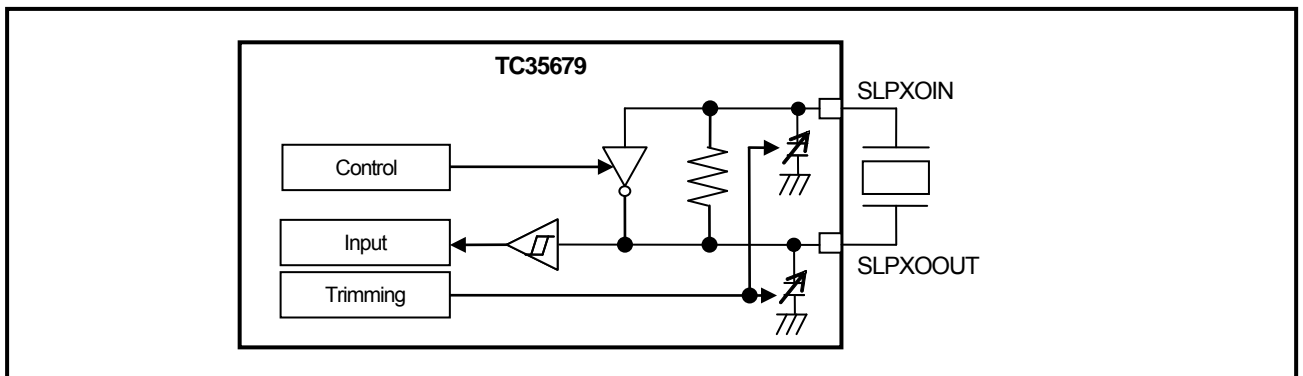 TC35679
SLPXOIN
Control
Input
SLPXOOUT
Trimming